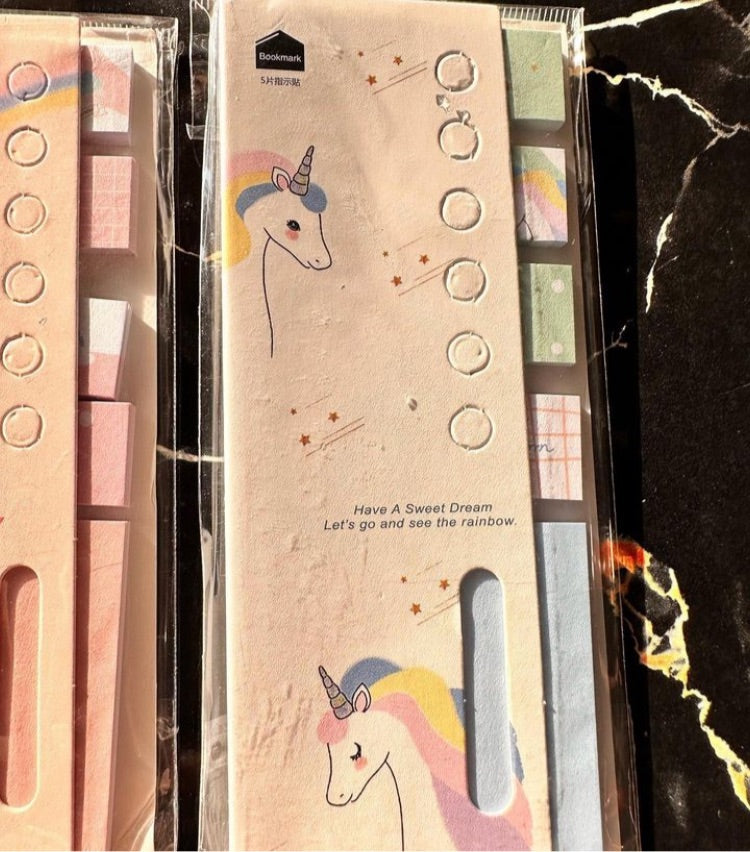 Bookmark
5片指示貼
Have A Sweet Dream
Let's go and see the rainbow.